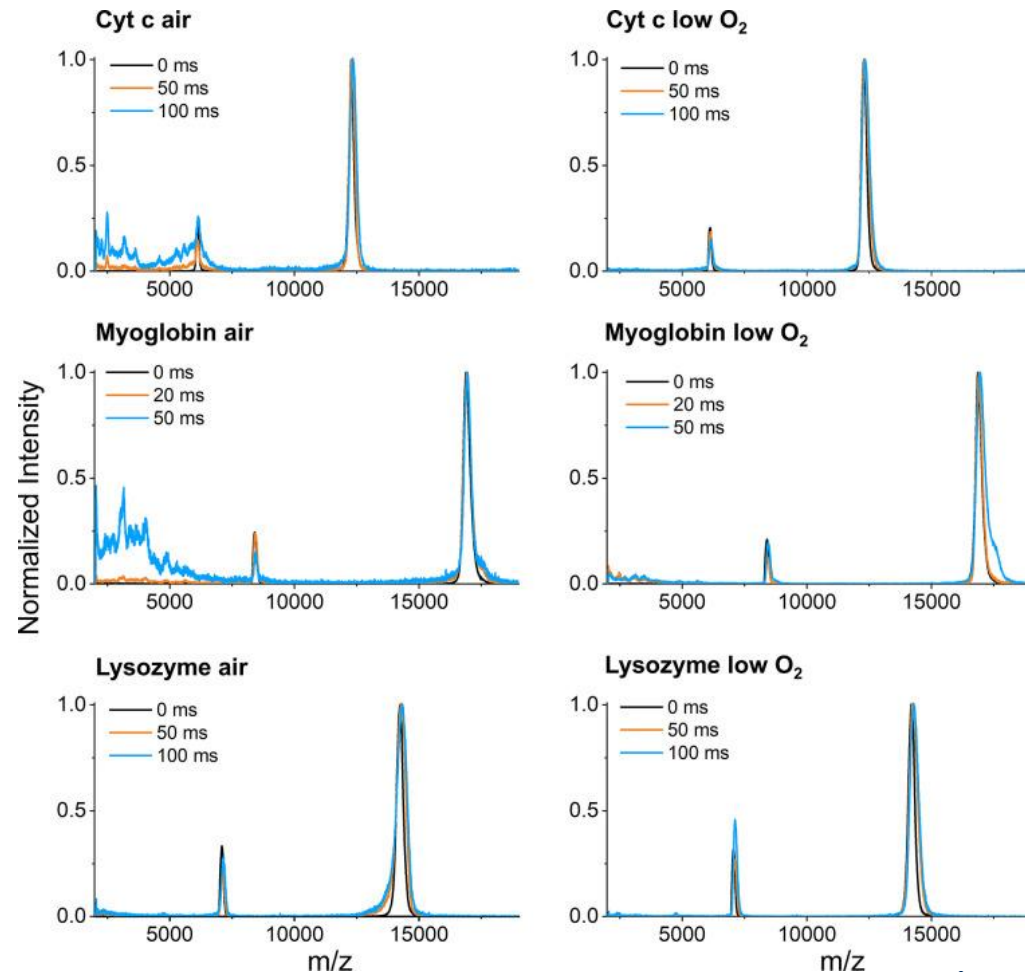 Cyt c air
1.0
0.5
0.0
0 ms
50 ms
100 ms
5000 10000 15000
Cyt c low O₂
1.0
0.5
0.0
0 ms
50 ms
100 ms
5000 10000 15000
Myoglobin air
1.0
0.5
0.0
0 ms
20 ms
50 ms
5000 10000 15000
Myoglobin low O₂
1.0
0.5
0.0
0 ms
20 ms
50 ms
5000 10000 15000
Normalized Intensity
Lysozyme air
1.0
0.5
0.0
0 ms
50 ms
100 ms
5000 10000 15000
m/z
Lysozyme low O₂
1.0
0.5
0.0
0 ms
50 ms
100 ms
5000 10000 15000
m/z